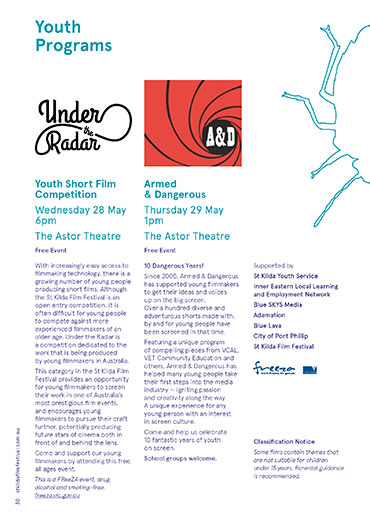 Youth
Programs
Under
the
Radar
A&D
Youth Short Film
Competition
Wednesday 28 May
6pm
The Astor Theatre
Free Event
With increasingly easy access to
filmmaking technology, there is a
growing number of young people
producing short films. Although
the St Kilda Film Festival is an
open entry competition, it is
often difficult for young people
to compete against more
experienced filmmakers of an
older age. Under the Radar is
a competition dedicated to the
work that is being produced
by young filmmakers in Australia.
This category in the St Kilda Film
Festival provides an opportunity
for young filmmakers to screen
their work in one of Australia's
most prestigious film events,
and encourages young
filmmakers to pursue their craft
further, potentially producing
future stars of cinema both in
front of and behind the lens.
Come and support our young
filmmakers by attending this free,
all ages event.
This is a FReeZA event, drug,
alcohol and smoking-free.
freeza.vic.gov.au
Armed
& Dangerous
Thursday 29 May
1pm
The Astor Theatre
Free Event
10 Dangerous Years!
Since 2005, Armed & Dangerous
has supported young filmmakers
to get their ideas and voices
up on the big screen.
Over a hundred diverse and
adventurous shorts made with,
by and for young people have
been screened in that time.
Featuring a unique program
of compelling pieces from VCAL,
VET Community Education and
others, Armed & Dangerous has
helped many young people take
their first steps into the media
industry – igniting passion
and creativity along the way.
A unique experience for any
young person with an interest
in screen culture.
Come and help us celebrate
10 fantastic years of youth
on screen.
School groups welcome.
Supported by
St Kilda Youth Service
Inner Eastern Local Learning
and Employment Network
Blue SKYS Media
Adamation
Blue Lava
City of Port Phillip
St Kilda Film Festival
freeza
Classification Notice
Some films contain themes that
are not suitable for children
under 15 years. Parental guidance
is recommended.
30 stkildafilmfestival.com.au